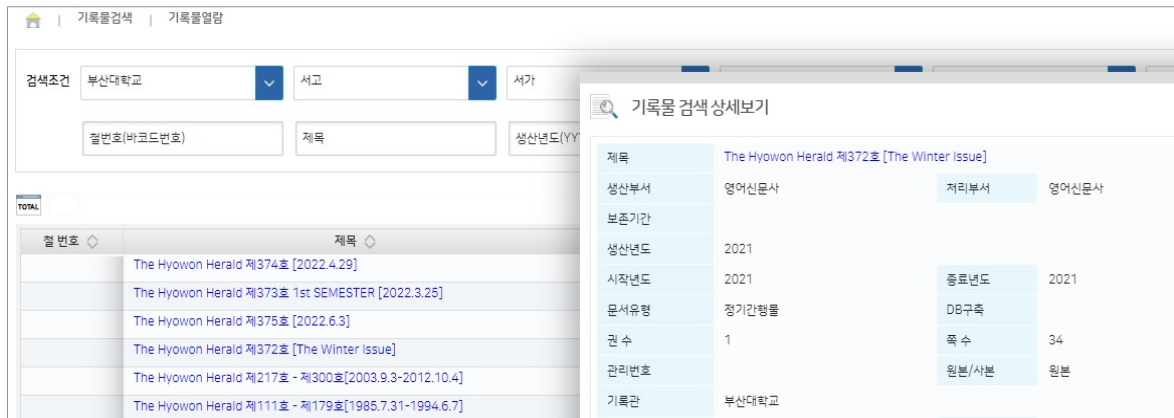 기록물검색 | 기록물열람
검색조건 부산대학교 서고 서가
철번호(바코드번호) 제목 생산년도(YY
TOTAL
철 번호 제목
The Hyowon Herald 제374호 [2022.4.29]
The Hyowon Herald 제373호 1st SEMESTER [2022.3.25]
The Hyowon Herald 제375호 [2022.6.3]
The Hyowon Herald 제372호 [The Winter Issue]
The Hyowon Herald 제217호 - 제300호[2003.9.3-2012.10.4]
The Hyowon Herald 제111호 - 제179호[1985.7.31-1994.6.7]
기록물 검색 상세보기
제목 The Hyowon Herald 제372호 [The Winter Issue]
생산부서 영어신문사 처리부서 영어신문사
보존기간
생산년도 2021
시작년도 2021 종료년도 2021
문서유형 정기간행물 DB구축
권 수 1 쪽 수 34
관리번호 원본/사본 원본
기록관 부산대학교